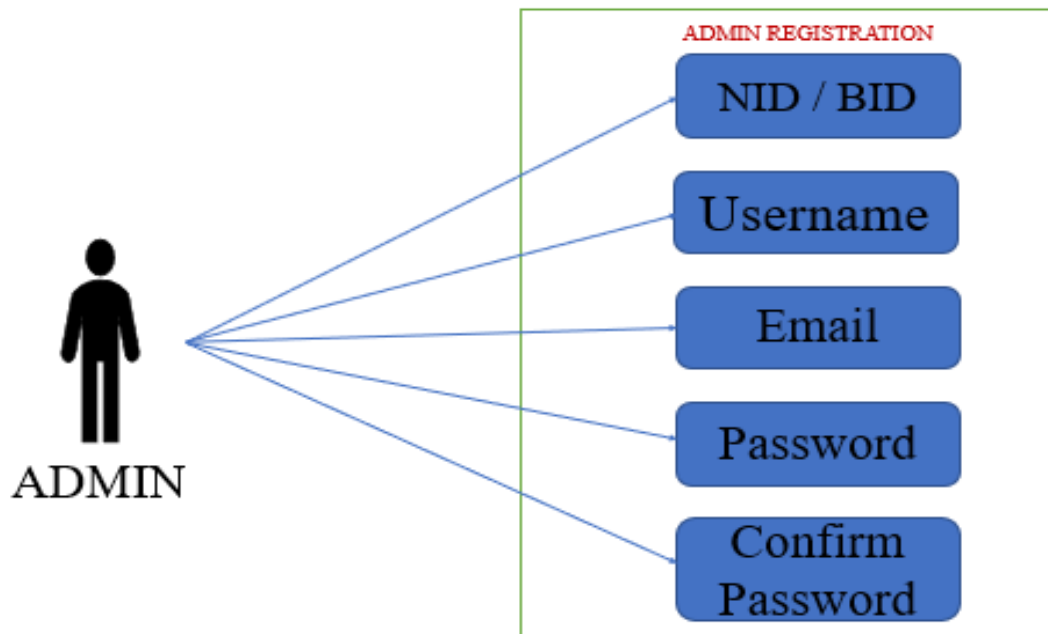 ADMIN REGISTRATION
NID / BID
Username
Email
Password
Confirm
Password
ADMIN